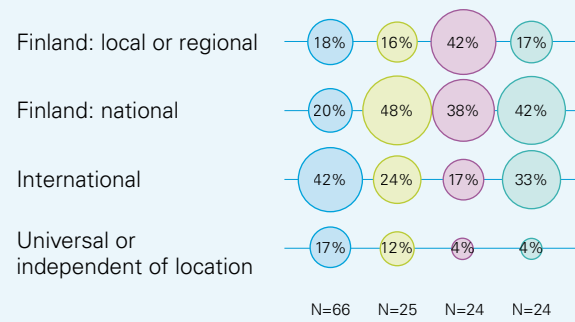 Finland: local or regional 18% 16% 42% 17%
Finland: national 20% 48% 38% 42%
International 42% 24% 17% 33%
Universal or
independent of location 17% 12% 4% 4%
N=66 N=25 N=24 N=24